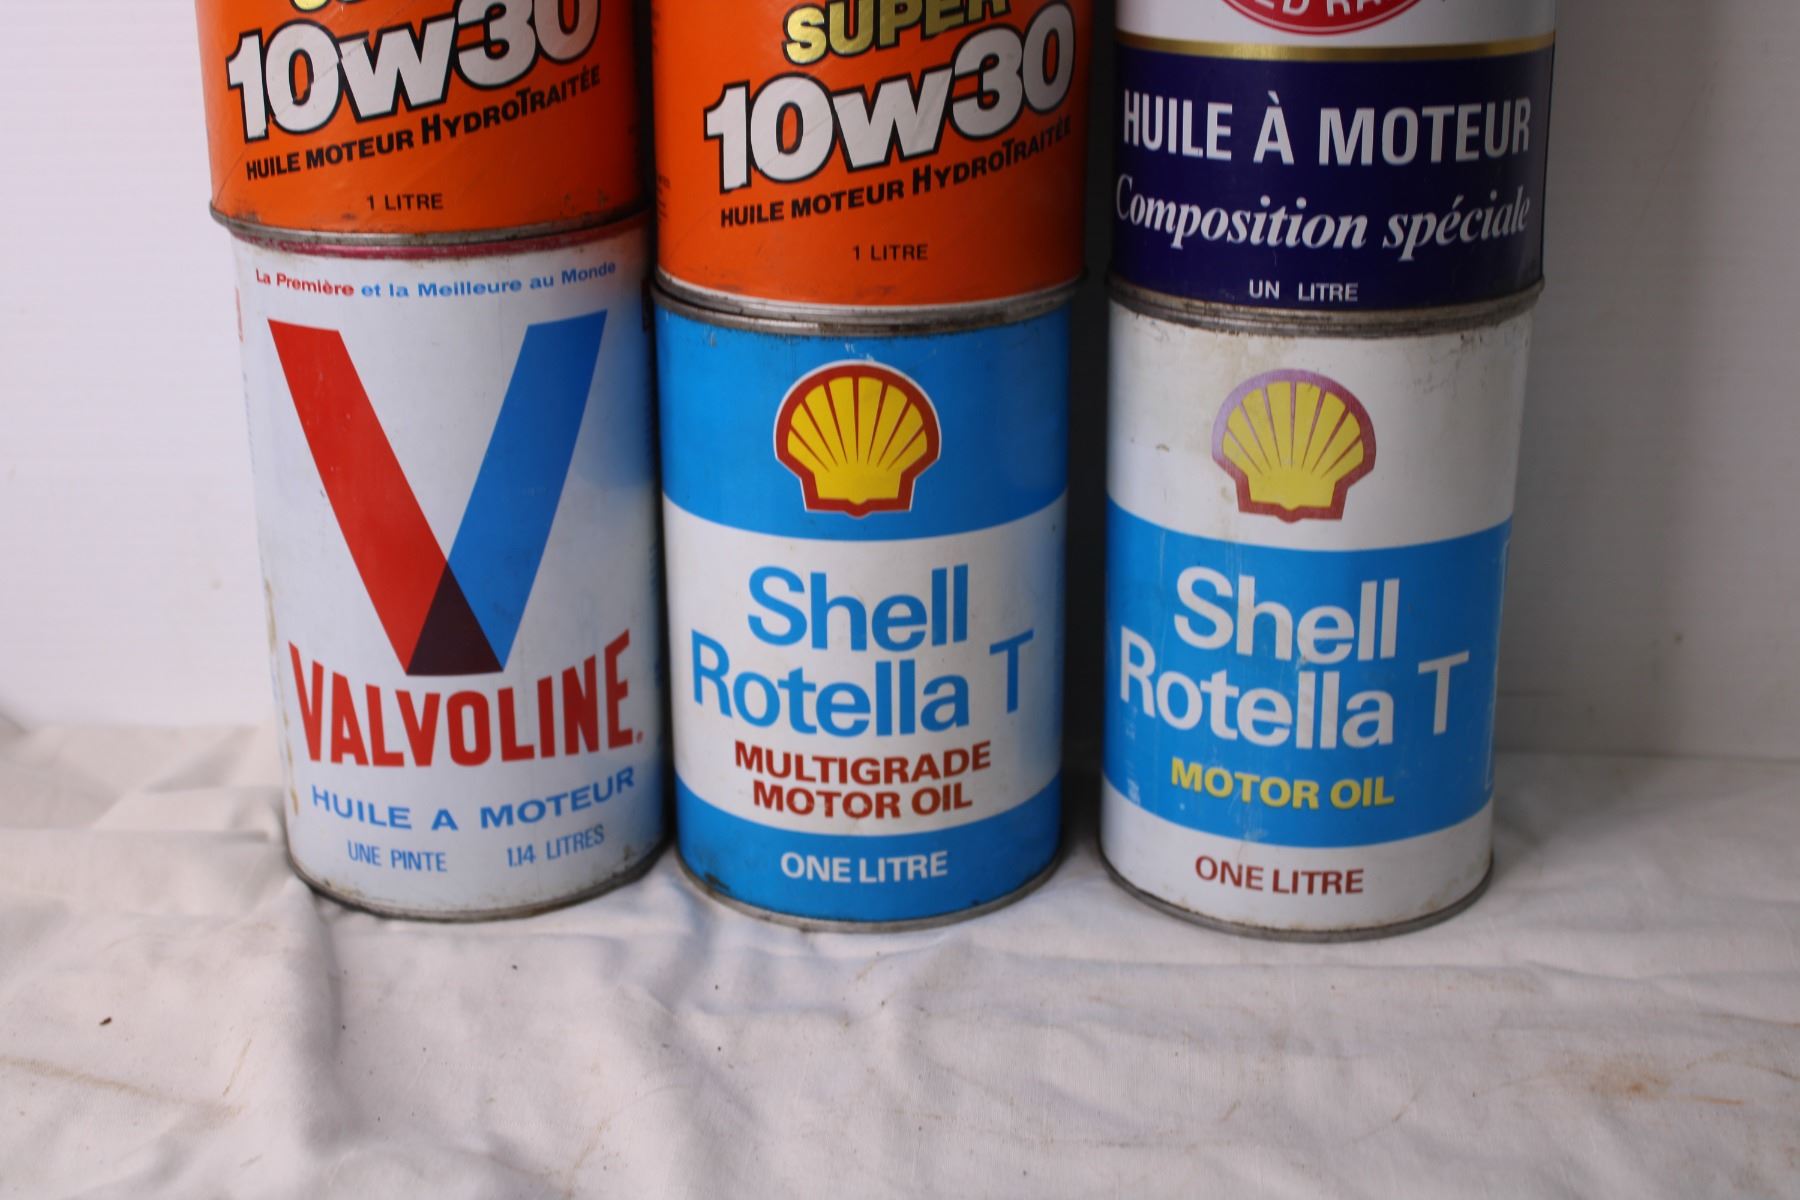 10w30
HUILE MOTEUR HYDROTRAITÉE
1 LITRE
SUPER
10w30
HUILE MOTEUR HYDROTRAITÉE
1 LITRE
HUILE À MOTEUR
Composition spéciale
UN LITRE
La Première et la Meilleure au Monde
VALVOLINE
HUILE A MOTEUR
UNE PINTE 1.14 LITRES
Shell
Rotella T
MULTIGRADE
MOTOR OIL
ONE LITRE
Shell
Rotella T
MOTOR OIL
ONE LITRE